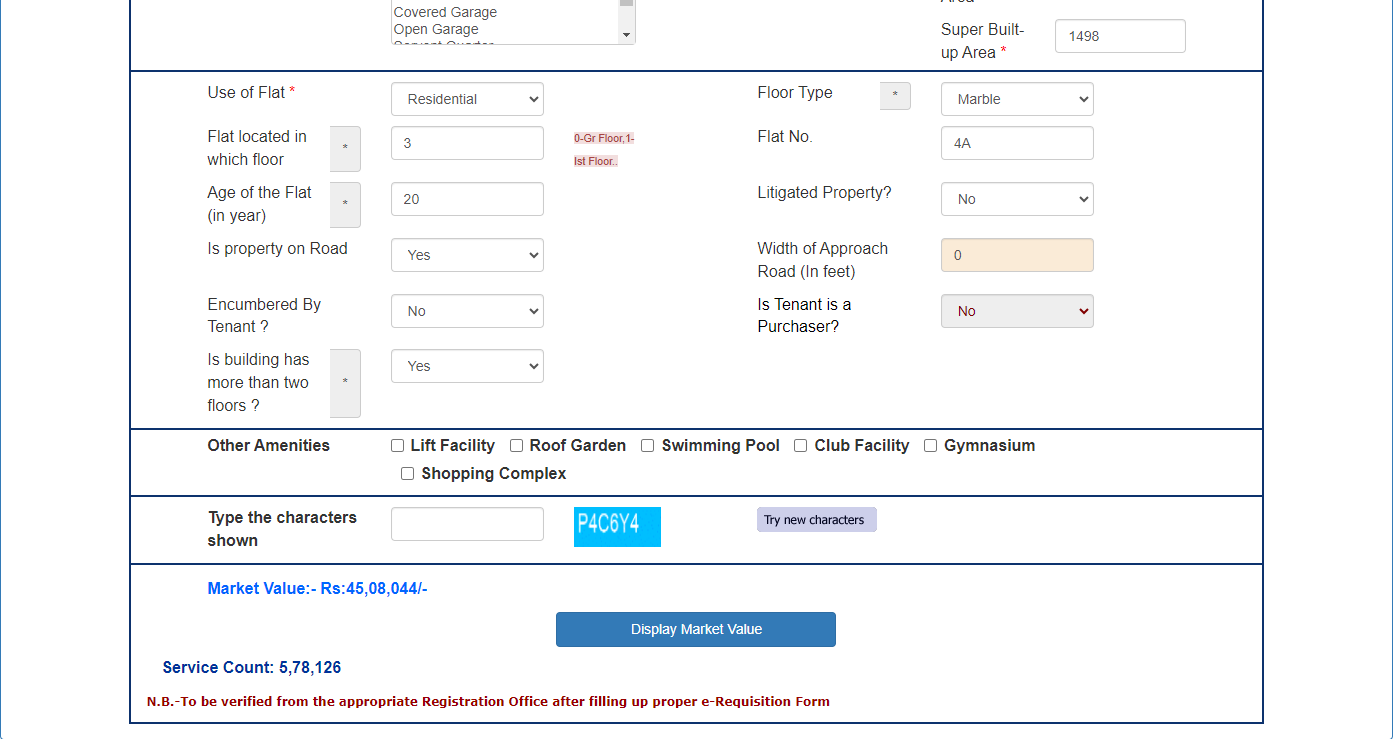 Covered Garage
Open Garage
Super Built-
up Area *
1498
Use of Flat *
Residential
Floor Type
*
Marble
Flat located in
which floor
*
3
0-Gr Floor,1-
Ist Floor..
Flat No.
4A
Age of the Flat
(in year)
*
20
Litigated Property?
No
Is property on Road
Yes
Width of Approach
Road (In feet)
0
Encumbered By
Tenant ?
No
Is Tenant is a
Purchaser?
No
Is building has
more than two
floors ?
*
Yes
Other Amenities
Lift Facility Roof Garden Swimming Pool Club Facility Gymnasium
Shopping Complex
Type the characters
shown
P4C6Y4
Try new characters
Market Value:- Rs:45,08,044/-
Display Market Value
Service Count: 5,78,126
N.B.-To be verified from the appropriate Registration Office after filling up proper e-Requisition Form